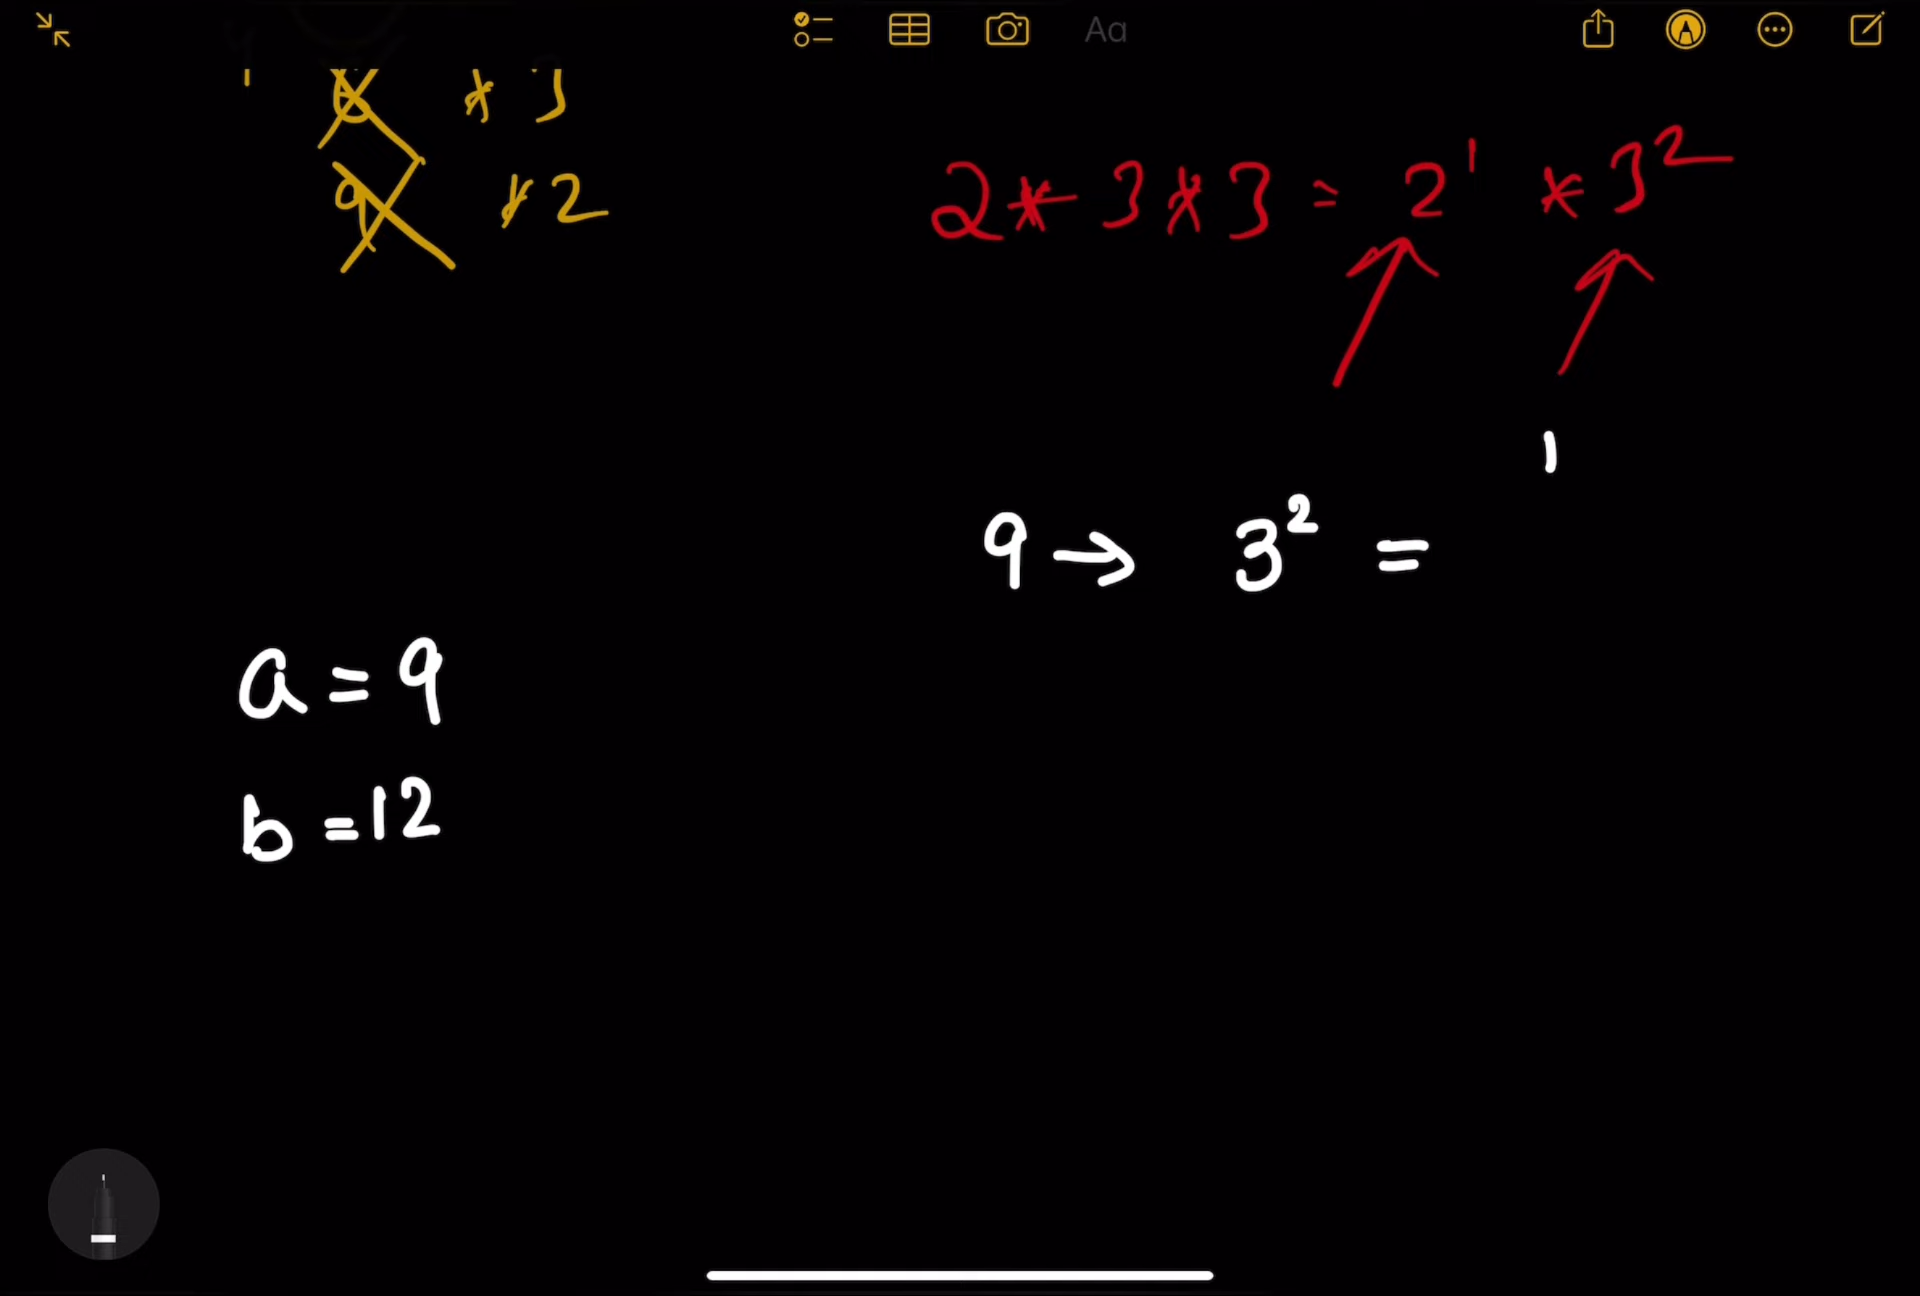 Aa
* 3
9 * 2
2 * 3 * 3 = 2¹ * 3²
1
9 → 3² =
a = 9
b = 12